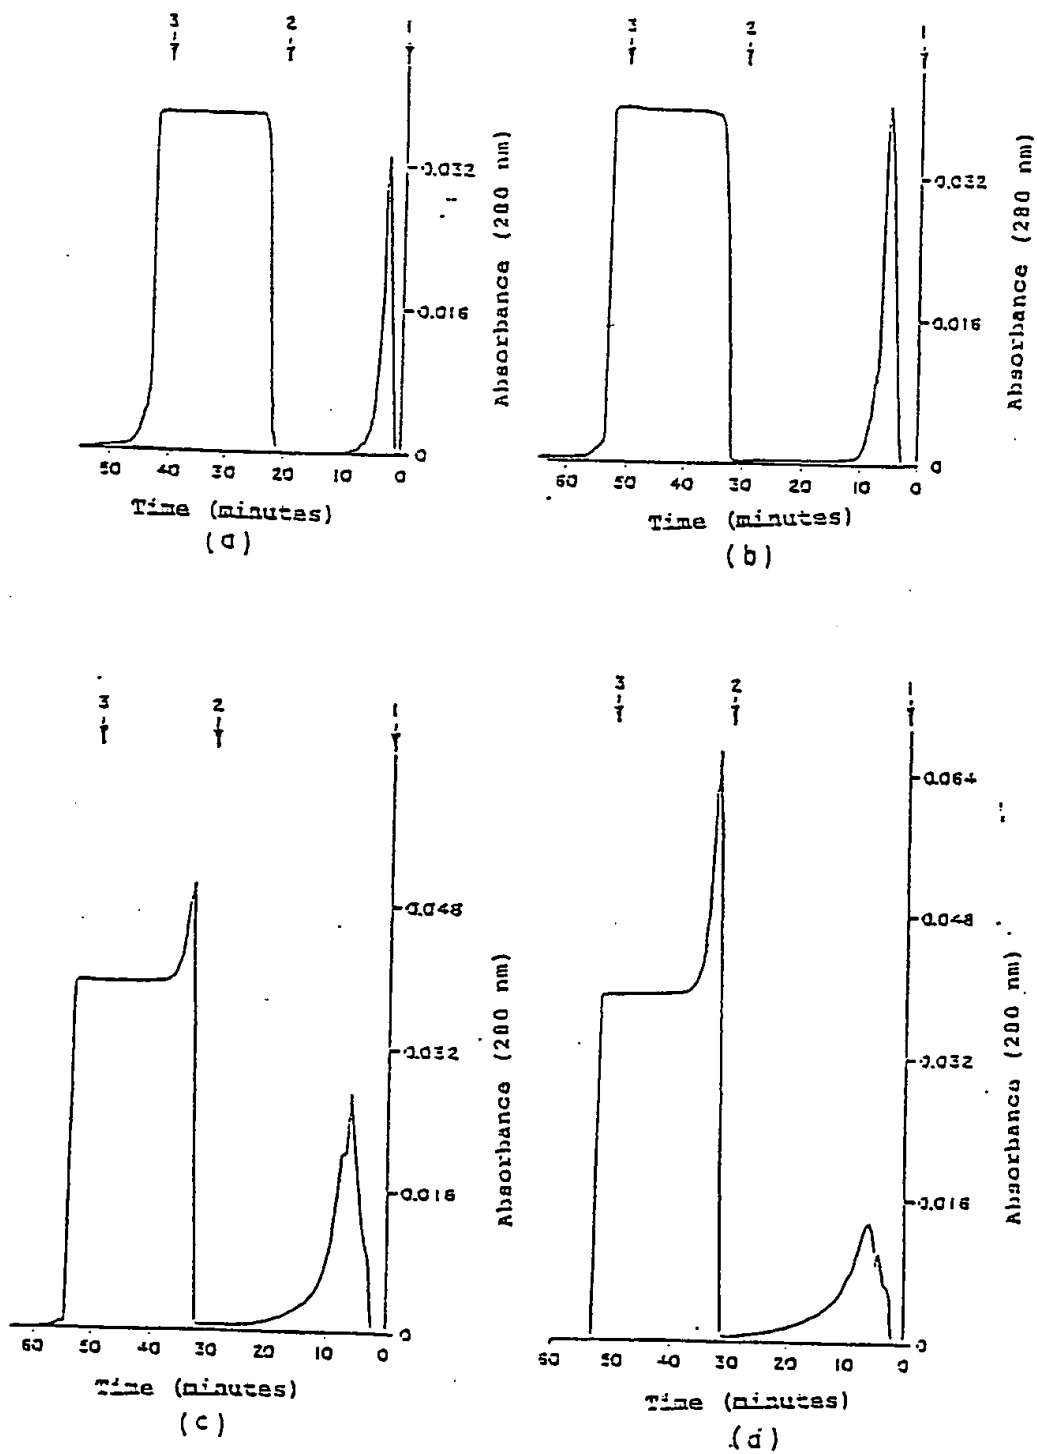 3 2 1
0.032
0.016
0
50 40 30 20 10 0
Time (minutes)
Absorbance (280 nm)
(a)
3 2 1
0.032
0.016
0
60 50 40 30 20 10 0
Time (minutes)
Absorbance (280 nm)
(b)
3 2 1
0.048
0.032
0.016
0
60 50 40 30 20 10 0
Time (minutes)
Absorbance (280 nm)
(c)
3 2 1
0.064
0.048
0.032
0.016
0
60 50 40 30 20 10 0
Time (minutes)
Absorbance (280 nm)
(d)